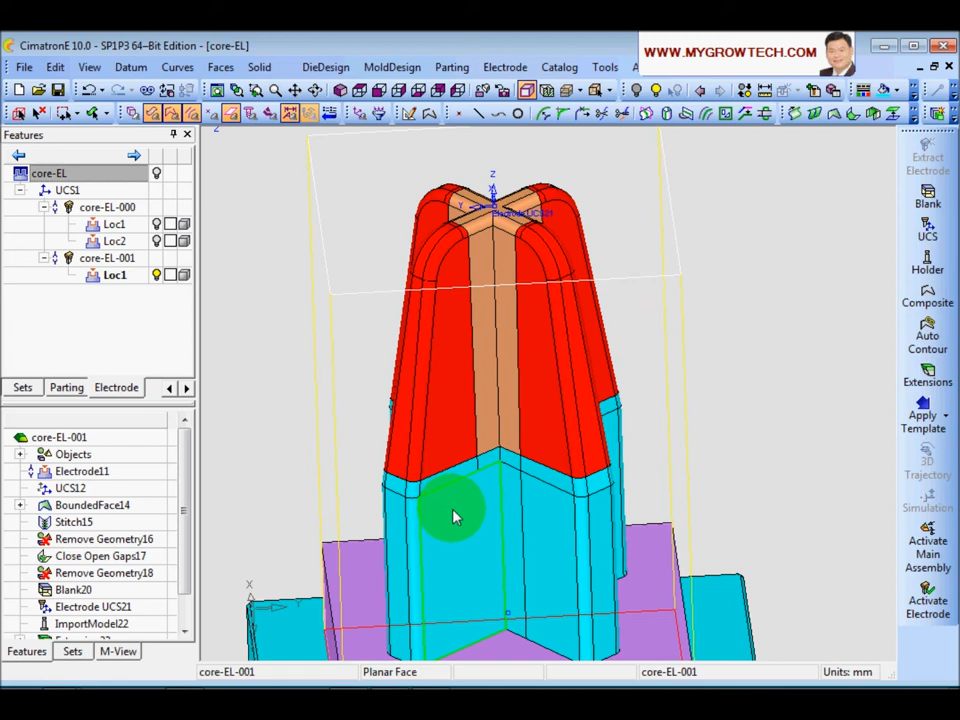 CimatronE 10.0 - SP1P3 64-Bit Edition - [core-EL]
WWW.MYGROWTECH.COM
File Edit View Datum Curves Faces Solid DieDesign MoldDesign Parting Electrode Catalog Tools
Features
core-EL
UCS1
core-EL-000
Loc1
Loc2
core-EL-001
Loc1
Sets Parting Electrode
core-EL-001
Objects
Electrode11
UCS12
BoundedFace14
Stitch15
Remove Geometry16
Close Open Gaps17
Remove Geometry18
Blank20
Electrode UCS21
ImportModel22
Features Sets M-View
Z
Z
Y
Electrode UCS21
X
Y
Extract
Electrode
Blank
UCS
Holder
Composite
Auto
Contour
Extensions
Apply
Template
3D
Trajectory
Simulation
Activate
Main
Assembly
Activate
Electrode
core-EL-001 Planar Face core-EL-001 Units: mm